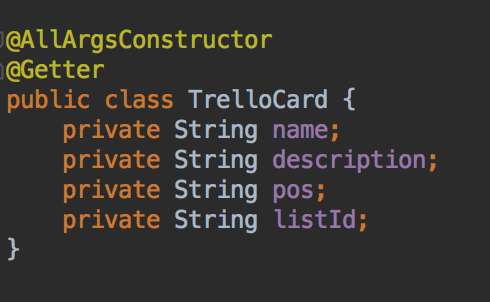 @AllArgsConstructor
@Getter
public class TrelloCard {
    private String name;
    private String description;
    private String pos;
    private String listId;
}